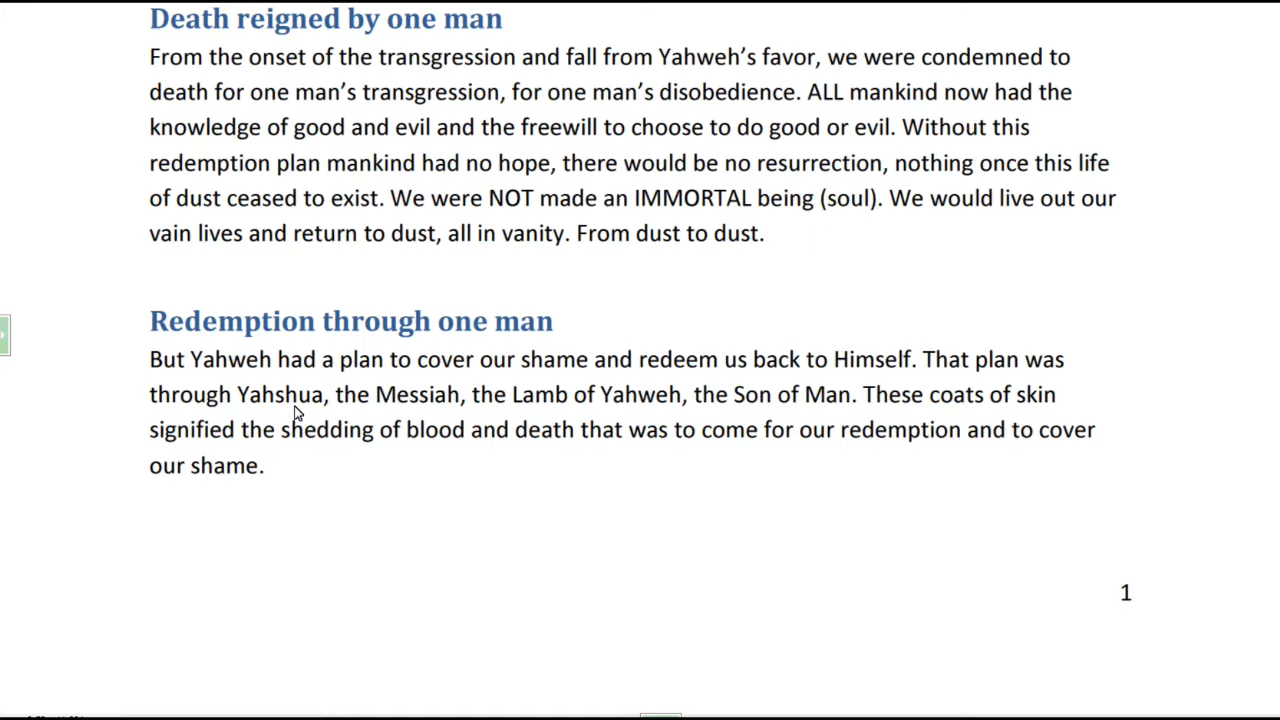 Death reigned by one man
From the onset of the transgression and fall from Yahweh’s favor, we were condemned to
death for one man’s transgression, for one man’s disobedience. ALL mankind now had the
knowledge of good and evil and the freewill to choose to do good or evil. Without this
redemption plan mankind had no hope, there would be no resurrection, nothing once this life
of dust ceased to exist. We were NOT made an IMMORTAL being (soul). We would live out our
vain lives and return to dust, all in vanity. From dust to dust.
Redemption through one man
But Yahweh had a plan to cover our shame and redeem us back to Himself. That plan was
through Yahshua, the Messiah, the Lamb of Yahweh, the Son of Man. These coats of skin
signified the shedding of blood and death that was to come for our redemption and to cover
our shame.
1